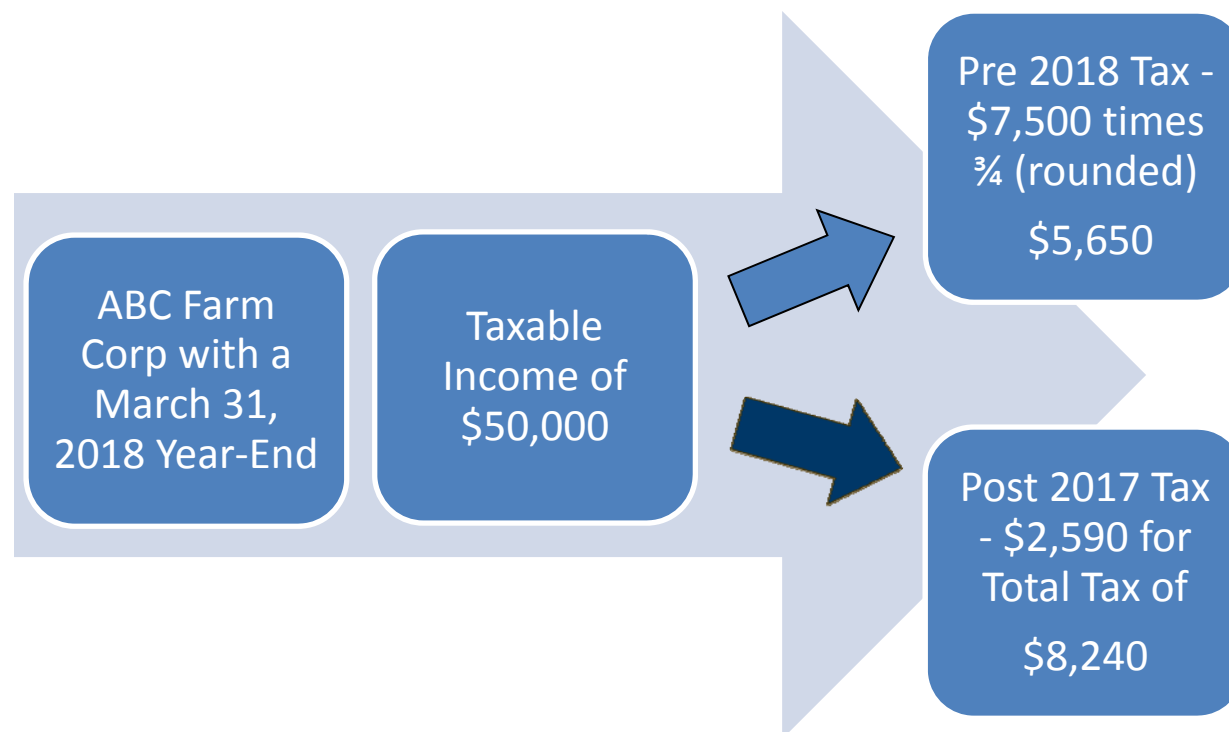 ABC Farm
Corp with a
March 31,
2018 Year-End
Taxable
Income of
$50,000
Pre 2018 Tax -
$7,500 times
¾ (rounded)
$5,650
Post 2017 Tax
- $2,590 for
Total Tax of
$8,240